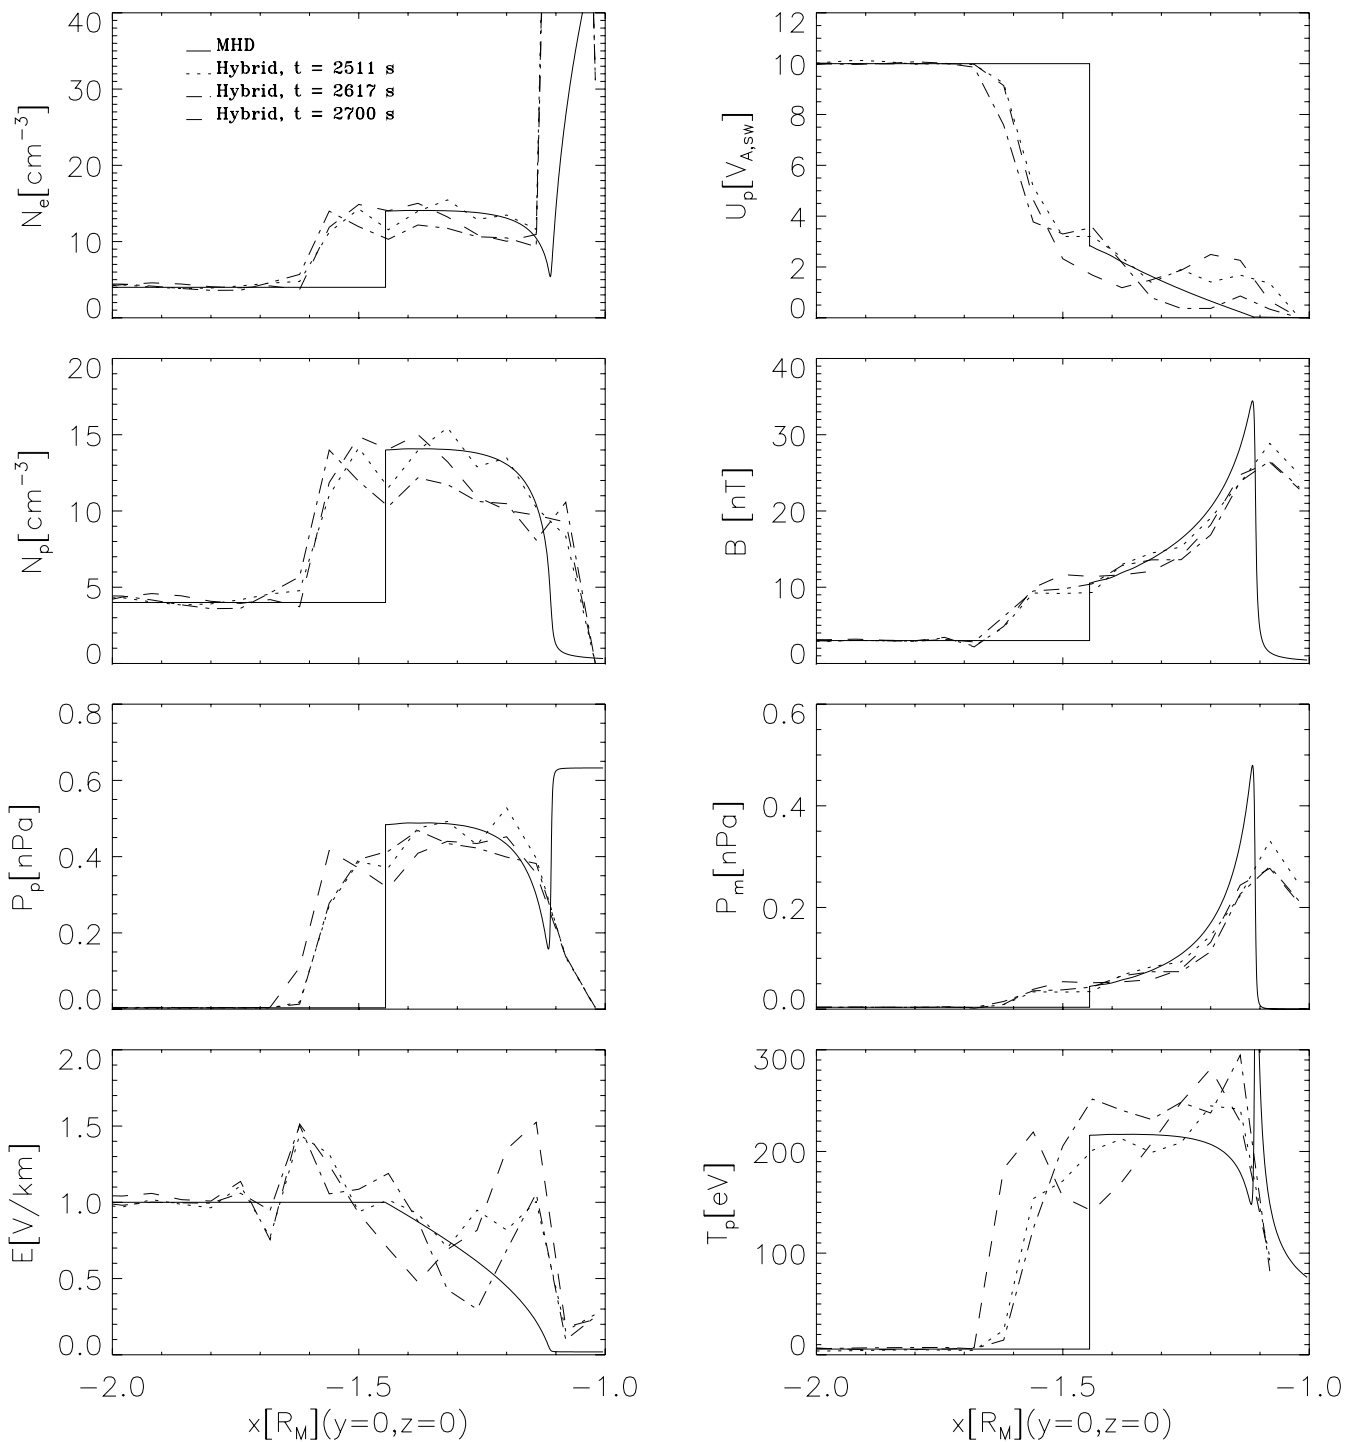 40
30
20
10
0
N_e[cm^-3]
MHD
Hybrid, t = 2511 s
Hybrid, t = 2617 s
Hybrid, t = 2700 s
12
10
8
6
4
2
0
U_p[V_A,sw]
20
15
10
5
0
N_p[cm^-3]
40
30
20
10
0
B [nT]
0.8
0.6
0.4
0.2
0.0
P_p[nPa]
0.6
0.4
0.2
0.0
P_m[nPa]
2.0
1.5
1.0
0.5
0.0
E[V/km]
−2.0 −1.5 −1.0
x[R_M](y=0,z=0)
300
200
100
0
T_p[eV]
−2.0 −1.5 −1.0
x[R_M](y=0,z=0)